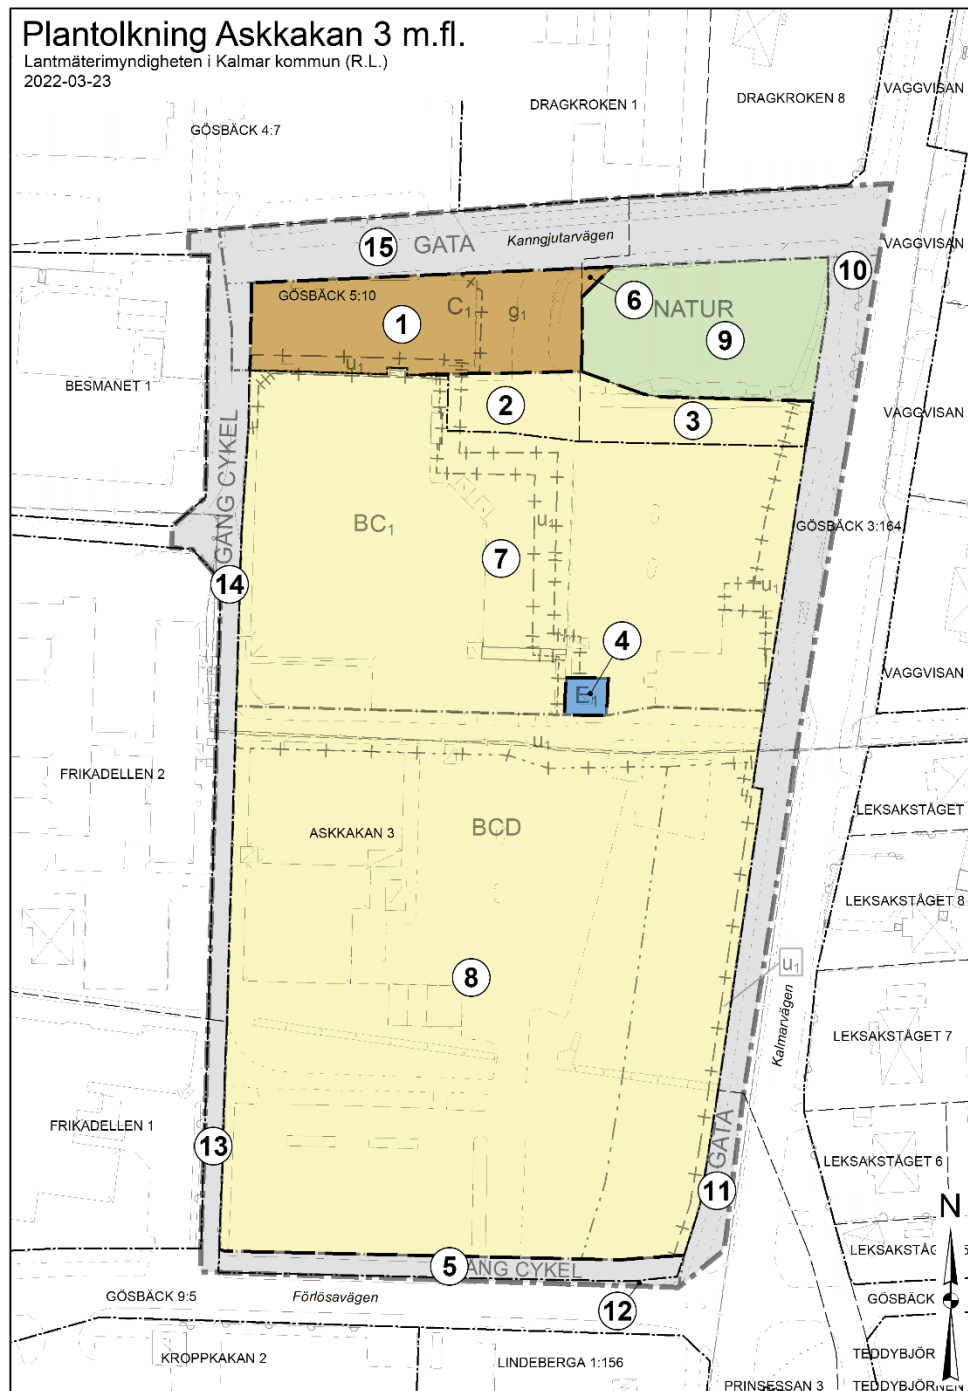 Plantolkning Askkakan 3 m.fl.
Lantmäterimyndigheten i Kalmar kommun (R.L.)
2022-03-23
VAGGVISAN
DRAGKROKEN 8
DRAGKROKEN 1
GÖSBÄCK 4:7
Kanngjutarvägen
VAGGVISAN
15
GATA
10
GÖSBÄCK 5:10
6
C1
g1
NATUR
1
9
u1
BESMANET 1
2
3
VAGGVISAN
GÅNG CYKEL
BC1
u1
GÖSBÄCK 3:164
7
14
u1
4
VAGGVISAN
E1
u1
FRIKADELLEN 2
LEKSAKSTÅGET
ASKKAKAN 3
BCD
LEKSAKSTÅGET 8
u1
8
Kalmarvägen
LEKSAKSTÅGET 7
FRIKADELLEN 1
13
GATA
LEKSAKSTÅGET 6
11
N
LEKSAKSTÅG
5
5
ÅNG CYKEL
GÖSBÄCK 9:5
Förlösavägen
12
GÖSBÄCK
KROPPKAKAN 2
LINDEBERGA 1:156
TEDDYBJÖR
PRINSESSAN 3
TEDDYBJÖRNEN